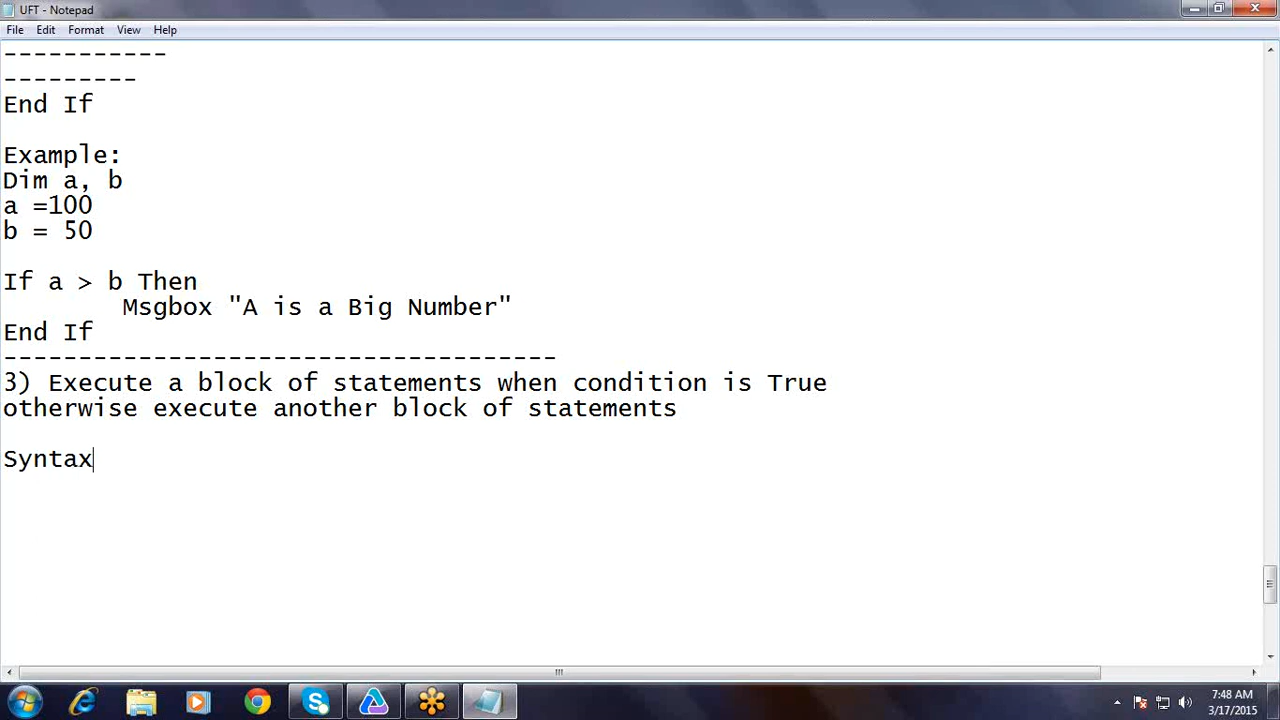 UFT - Notepad
File Edit Format View Help
-----------
---------
End If
Example:
Dim a, b
a =100
b = 50
If a > b Then
Msgbox "A is a Big Number"
End If
-------------------------------------
3) Execute a block of statements when condition is True
otherwise execute another block of statements
Syntax
7:48 AM
3/17/2015